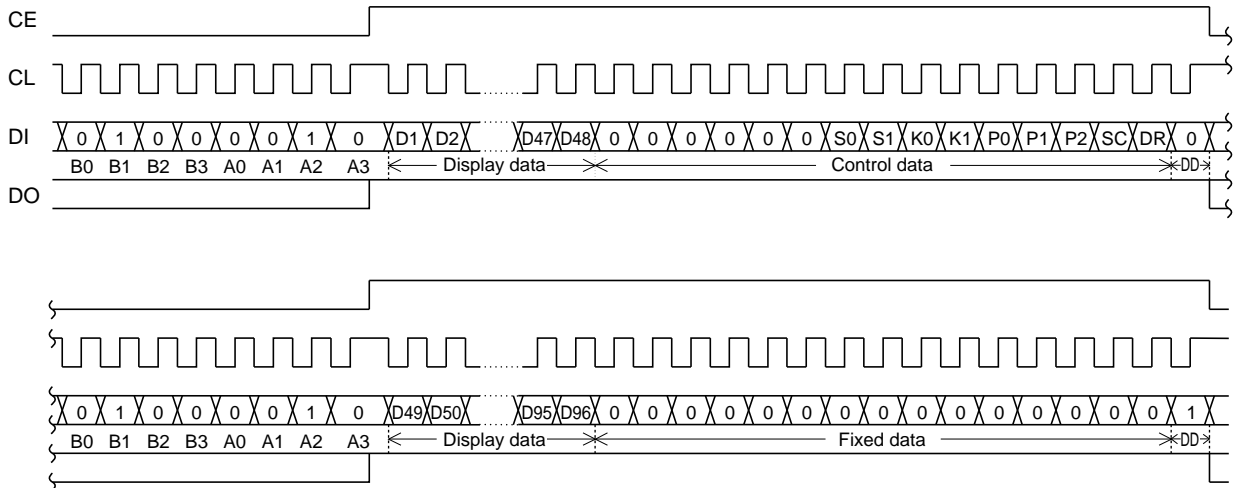 CE
CL
DI 0 1 0 0 0 0 1 0 D1 D2 ...... D47 D48 0 0 0 0 0 0 S0 S1 K0 K1 P0 P1 P2 SC DR 0
B0 B1 B2 B3 A0 A1 A2 A3 Display data Control data DD
DO
0 1 0 0 0 0 1 0 D49 D50 ...... D95 D96 0 0 0 0 0 0 0 0 0 0 0 0 0 0 0 1
B0 B1 B2 B3 A0 A1 A2 A3 Display data Fixed data DD